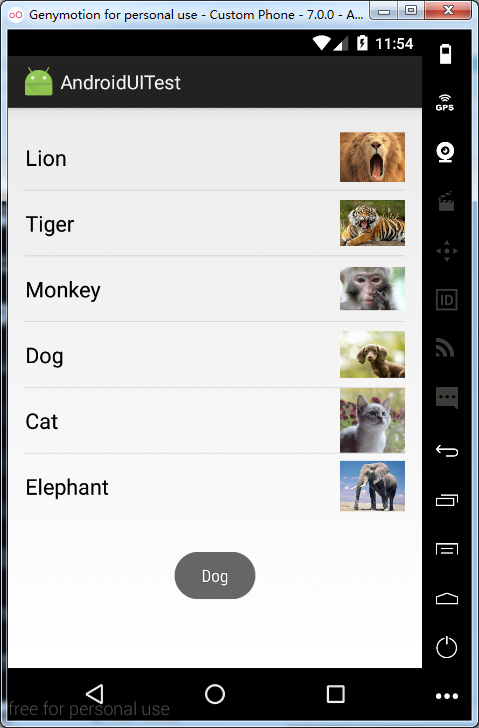 Genymotion for personal use - Custom Phone - 7.0.0 - A...
11:54
GPS
AndroidUITest
ID
Lion
Tiger
Monkey
Dog
Cat
Elephant
Dog
free for personal use